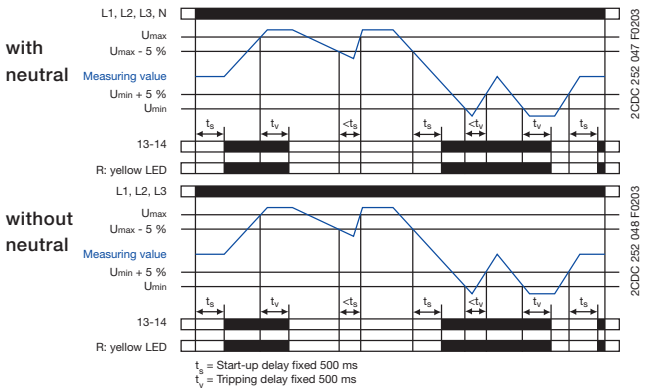 with
neutral
L1, L2, L3, N
Umax
Umax - 5 %
Measuring value
Umin + 5 %
Umin
ts tv <ts ts <tv tv ts
13-14
R: yellow LED
2CDC 252 047 F0203
without
neutral
L1, L2, L3
Umax
Umax - 5 %
Measuring value
Umin + 5 %
Umin
ts tv <ts ts <tv tv ts
13-14
R: yellow LED
2CDC 252 048 F0203
ts = Start-up delay fixed 500 ms
tv = Tripping delay fixed 500 ms